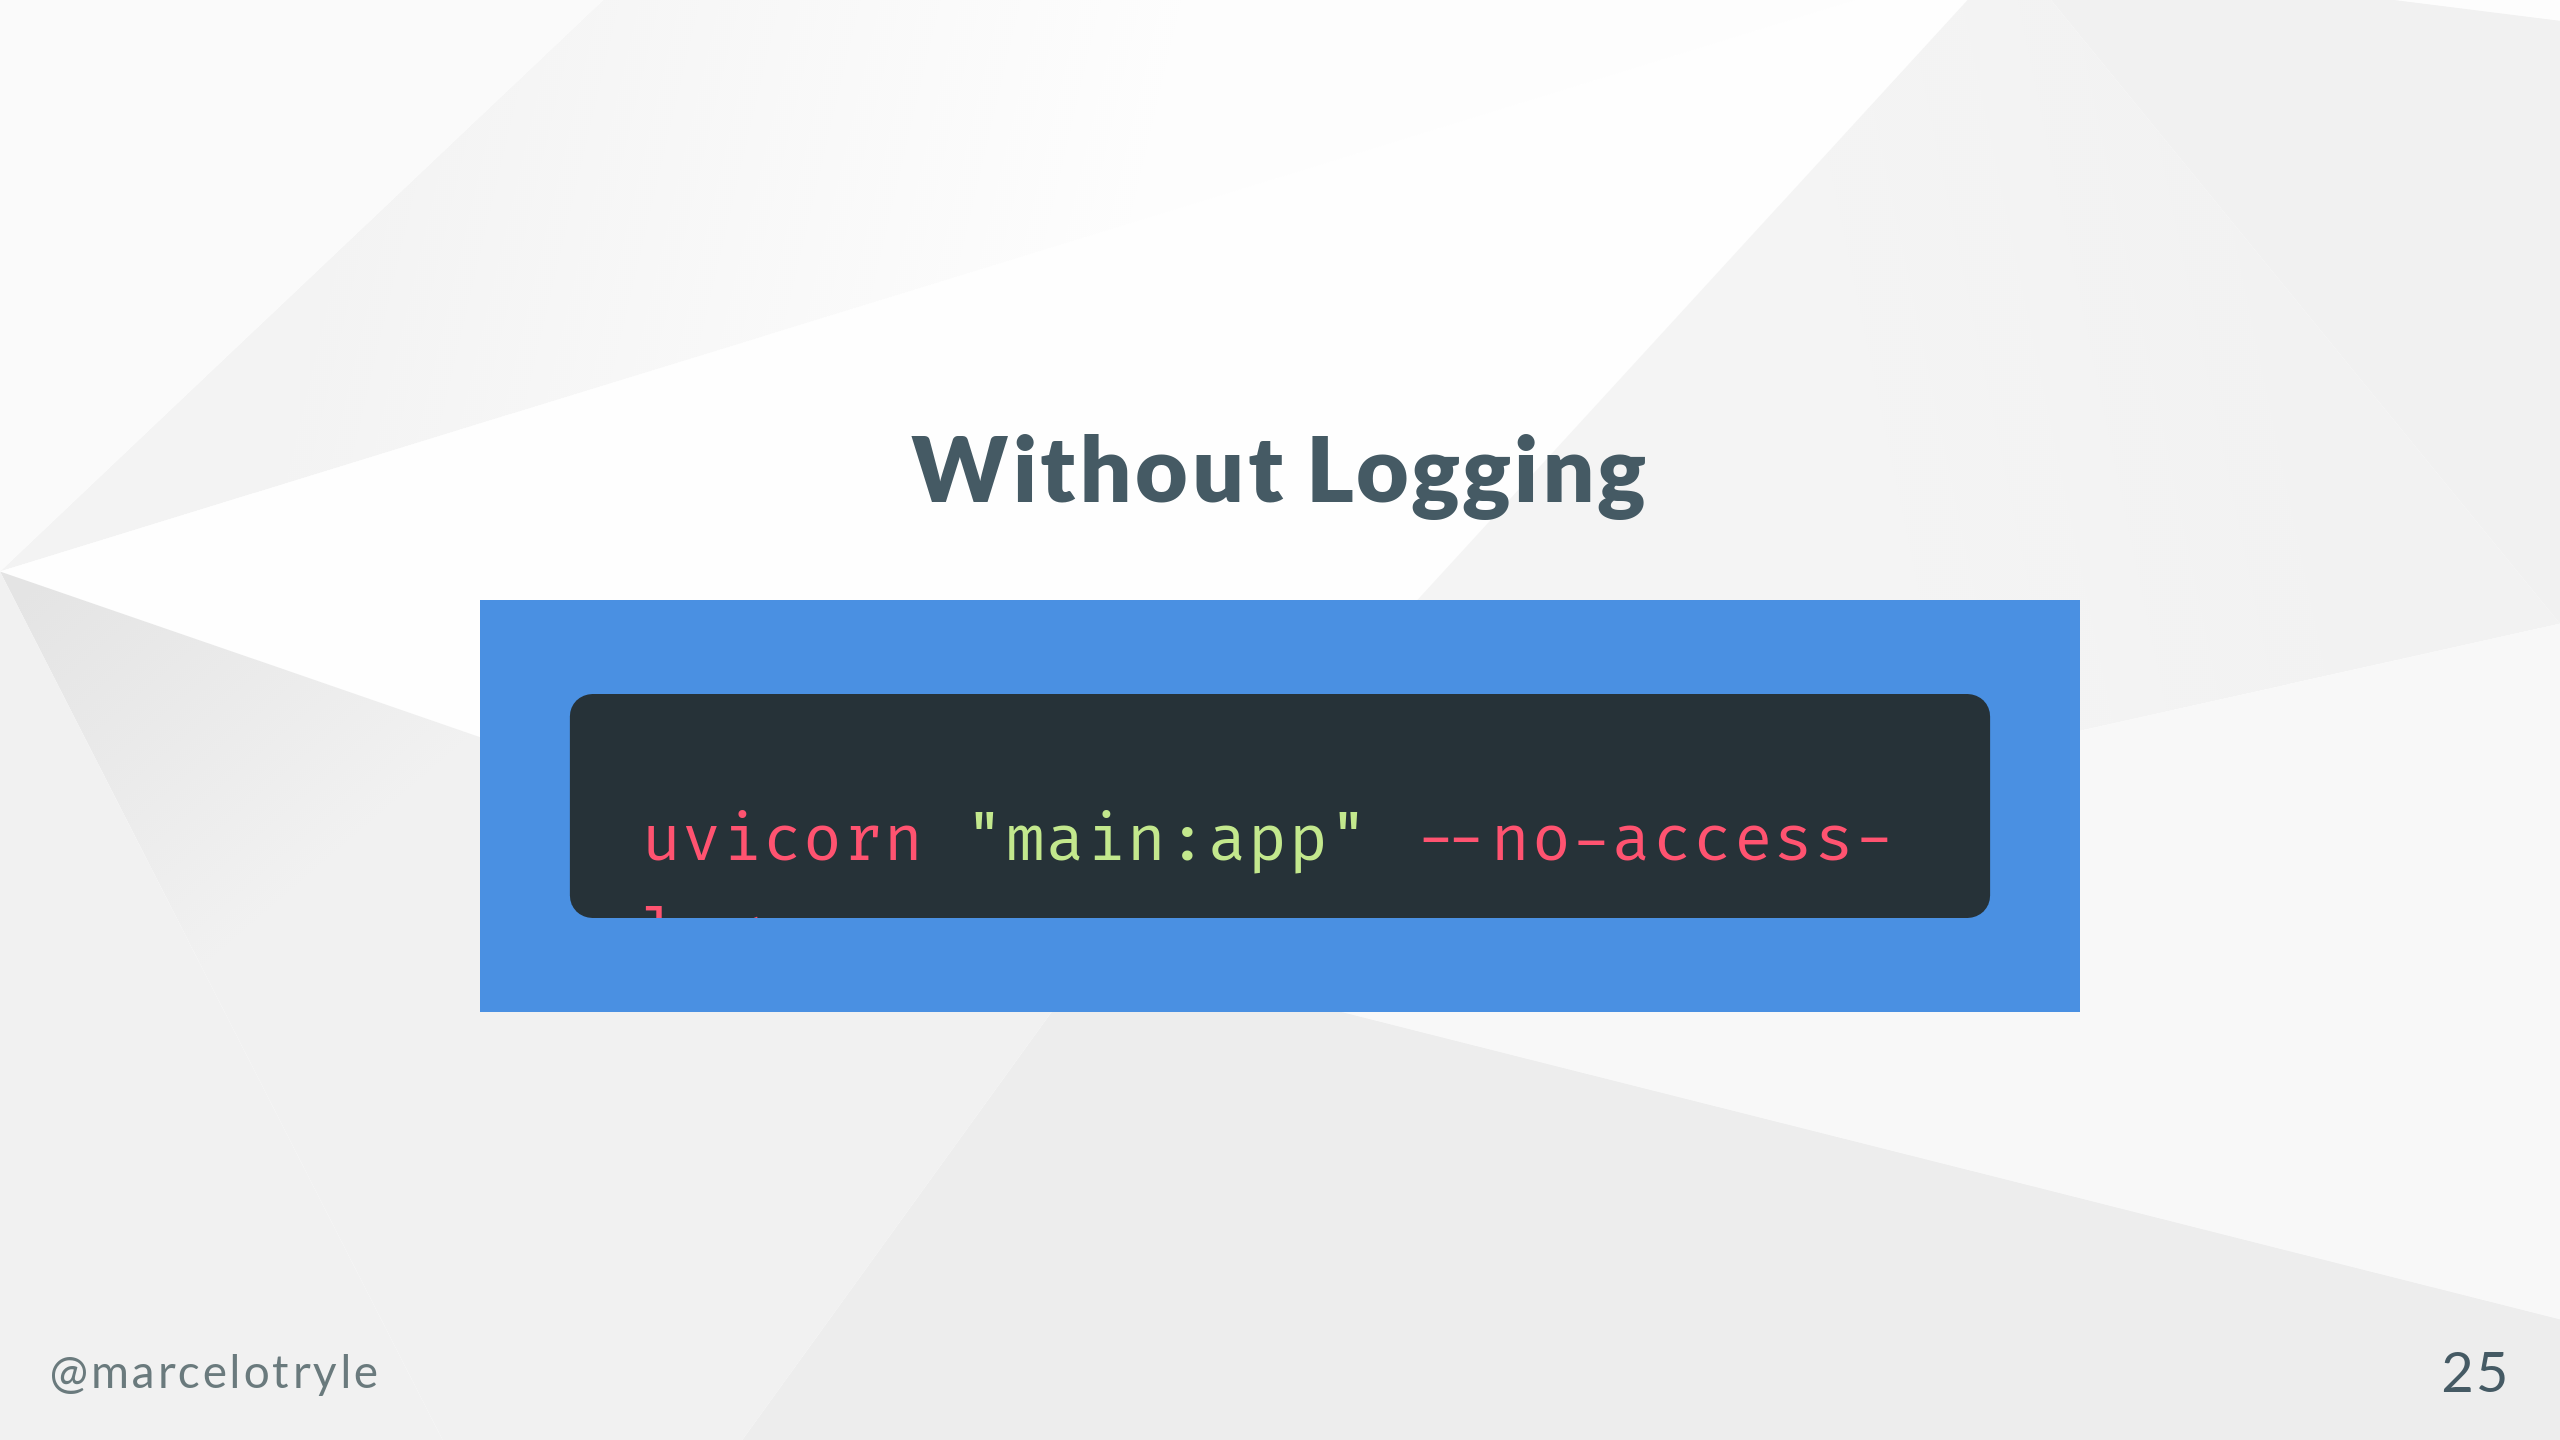 Without Logging
uvicorn "main:app" --no-access-
@marcelotryle
25